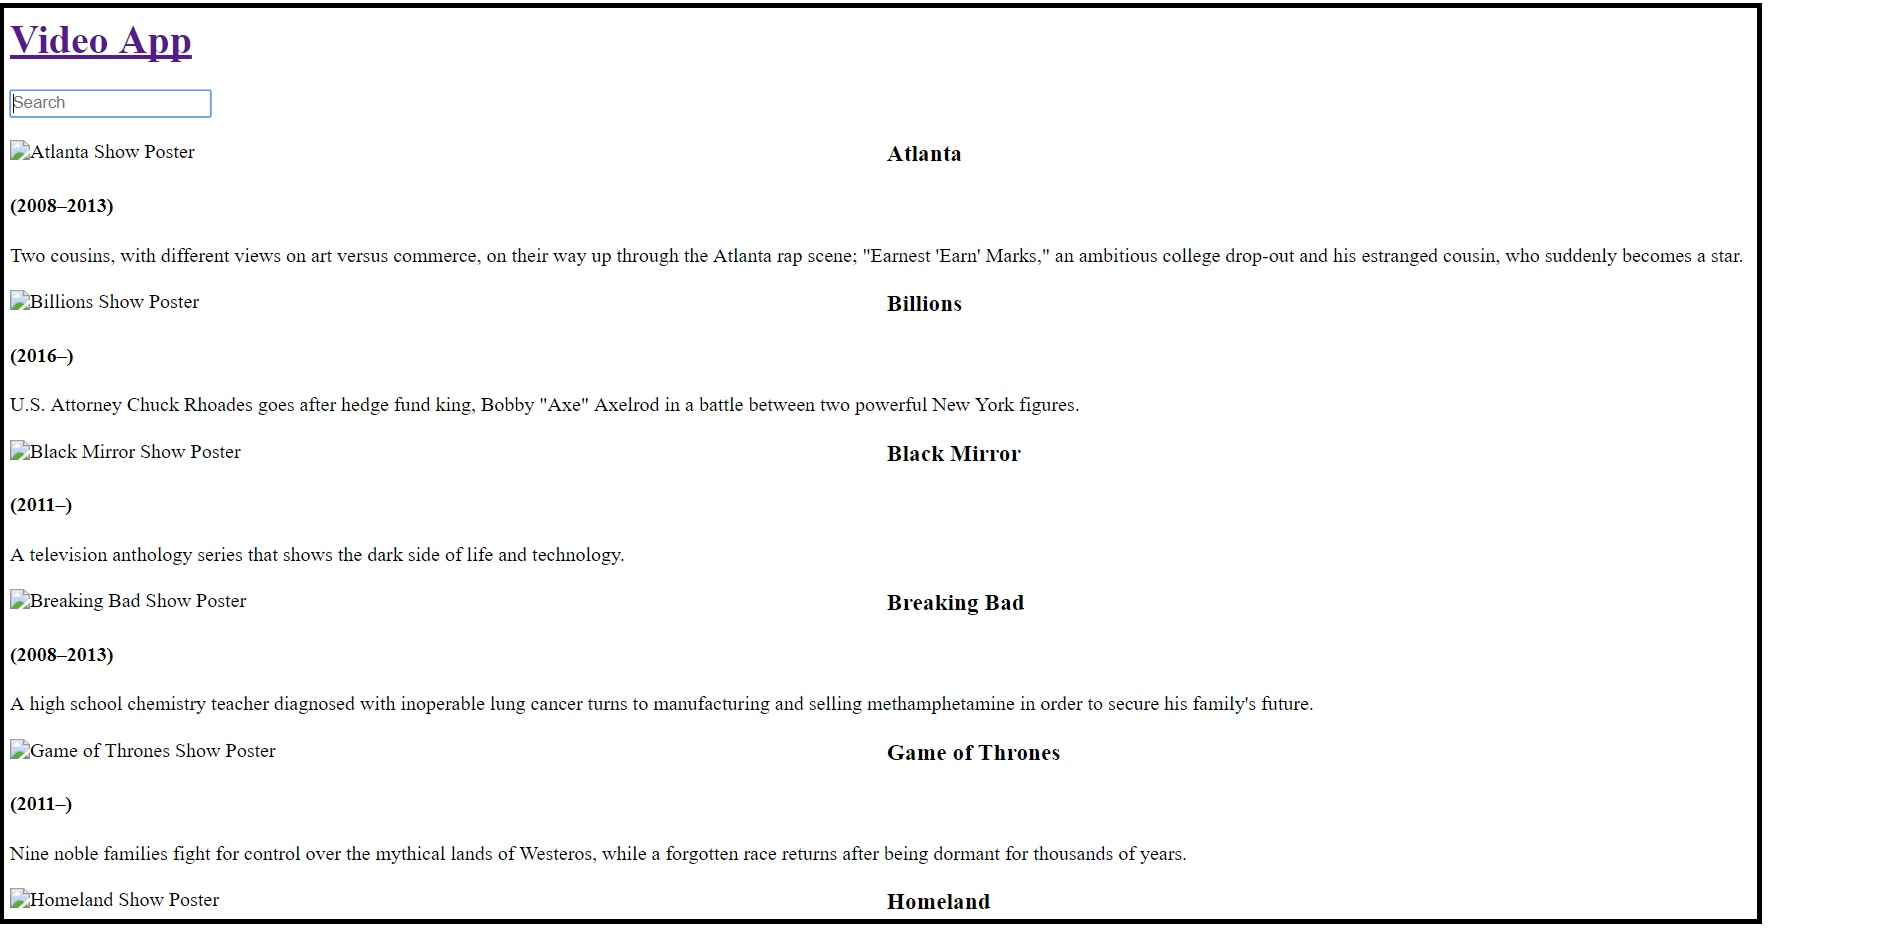 Video App
Search
Atlanta Show Poster
Atlanta
(2008–2013)
Two cousins, with different views on art versus commerce, on their way up through the Atlanta rap scene; "Earnest 'Earn' Marks," an ambitious college drop-out and his estranged cousin, who suddenly becomes a star.
Billions Show Poster
Billions
(2016–)
U.S. Attorney Chuck Rhoades goes after hedge fund king, Bobby "Axe" Axelrod in a battle between two powerful New York figures.
Black Mirror Show Poster
Black Mirror
(2011–)
A television anthology series that shows the dark side of life and technology.
Breaking Bad Show Poster
Breaking Bad
(2008–2013)
A high school chemistry teacher diagnosed with inoperable lung cancer turns to manufacturing and selling methamphetamine in order to secure his family's future.
Game of Thrones Show Poster
Game of Thrones
(2011–)
Nine noble families fight for control over the mythical lands of Westeros, while a forgotten race returns after being dormant for thousands of years.
Homeland Show Poster
Homeland